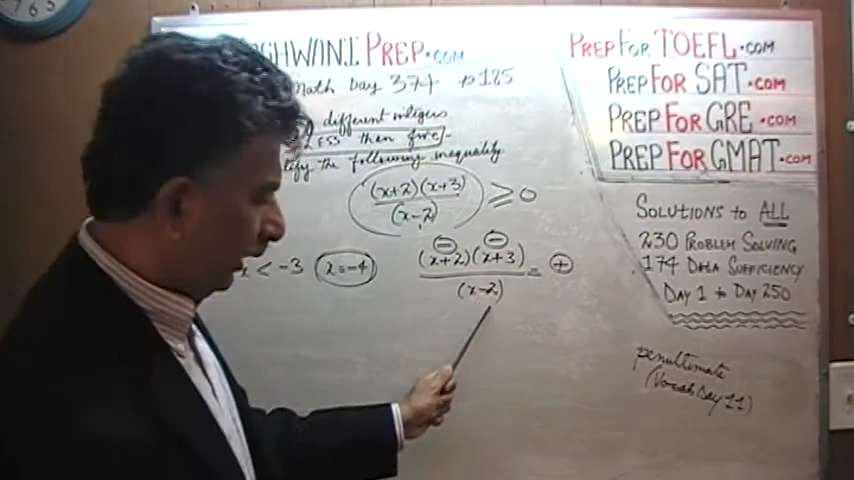 SHWANI PREP.COM
Math Day 374
185
different integers
LESS than five
the following inequality
(x+2)(x+3)
(x-2)
≥ 0
x < -3
x = -4
(x+2)(x+3)
(x-2)
= +
PREP FOR TOEFL.COM
PREP FOR SAT.COM
PREP FOR GRE.COM
PREP FOR GMAT.COM
SOLUTIONS to ALL
230 PROBLEM SOLVING
174 DATA SUFFICIENCY
DAY 1 to DAY 250
penultimate
(Vocab Day 11)